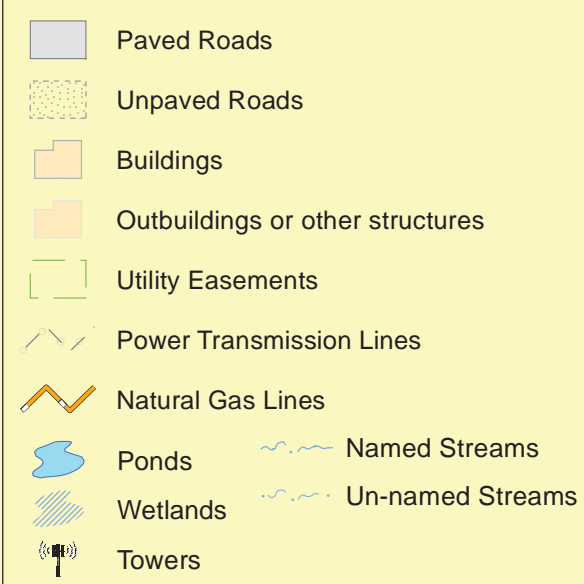 Paved Roads
Unpaved Roads
Buildings
Outbuildings or other structures
Utility Easements
Power Transmission Lines
Natural Gas Lines
Ponds
Named Streams
Wetlands
Un-named Streams
Towers